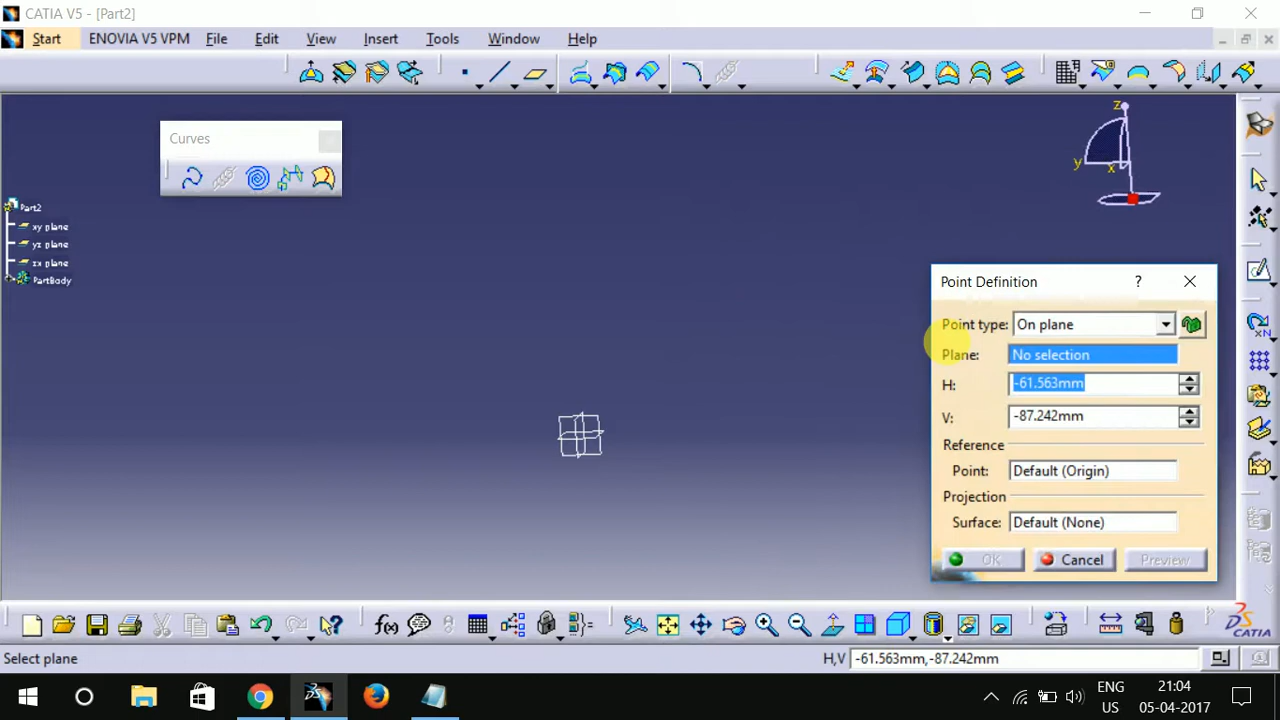 CATIA V5 - [Part2]
Start ENOVIA V5 VPM File Edit View Insert Tools Window Help
z
y x
Curves
Part2
xy plane
yz plane
zx plane
PartBody
Point Definition ?
Point type: On plane
Plane: No selection
H: -61.563mm
V: -87.242mm
Reference
Point: Default (Origin)
Projection
Surface: Default (None)
OK Cancel Preview
xN
f(x)
CATIA
Select plane H,V -61.563mm,-87.242mm
ENG 21:04
US 05-04-2017